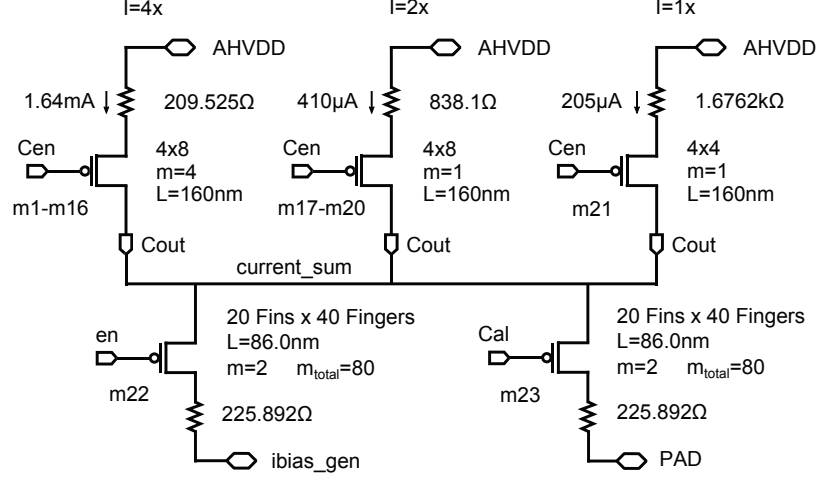 I=4x
I=2x
I=1x
AHVDD
AHVDD
AHVDD
1.64mA
209.525Ω
410µA
838.1Ω
205µA
1.6762kΩ
Cen
4x8
m=4
L=160nm
m1-m16
Cen
4x8
m=1
L=160nm
m17-m20
Cen
4x4
m=1
L=160nm
m21
Cout
Cout
Cout
current_sum
en
20 Fins x 40 Fingers
L=86.0nm
m=2 mtotal=80
m22
225.892Ω
ibias_gen
Cal
20 Fins x 40 Fingers
L=86.0nm
m=2 mtotal=80
m23
225.892Ω
PAD